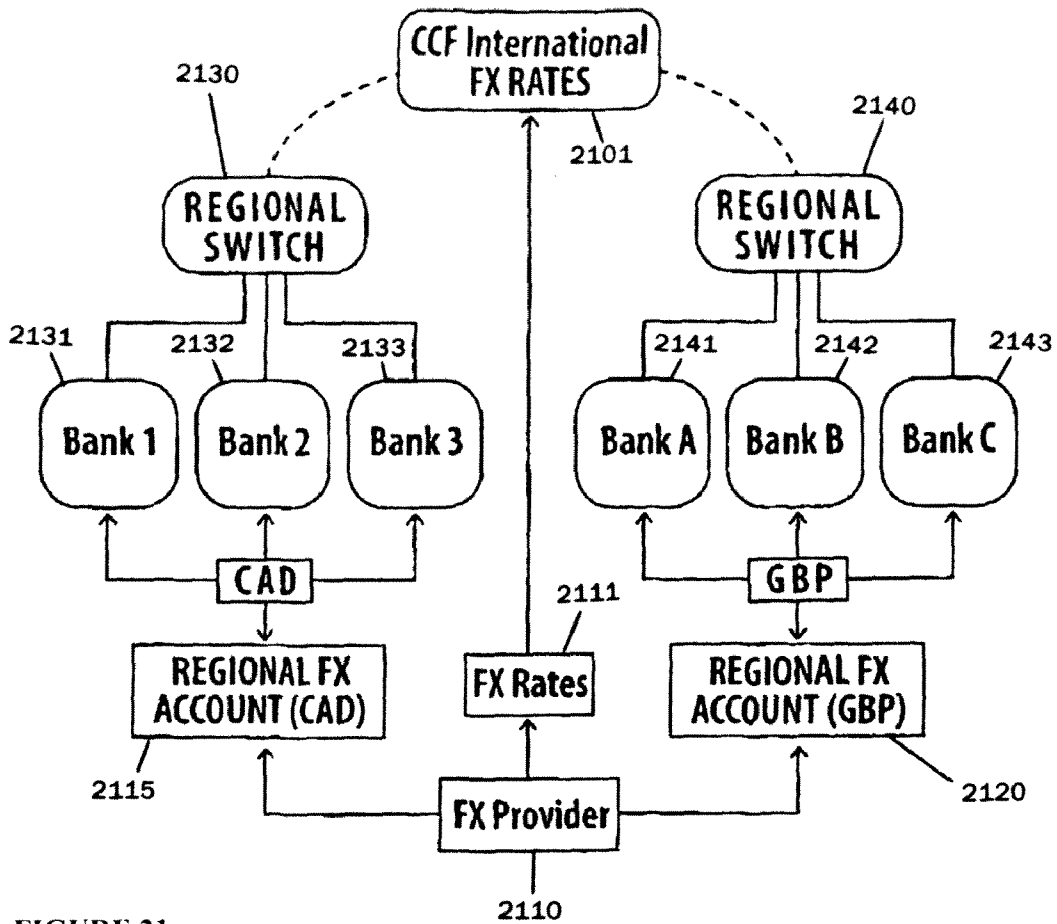 CCF International
FX RATES
2130
2140
2101
REGIONAL
SWITCH
REGIONAL
SWITCH
2131
2132
2133
2141
2142
2143
Bank 1
Bank 2
Bank 3
Bank A
Bank B
Bank C
CAD
GBP
2111
REGIONAL FX
ACCOUNT (CAD)
FX Rates
REGIONAL FX
ACCOUNT (GBP)
2115
FX Provider
2120
2110
FIGURE 21